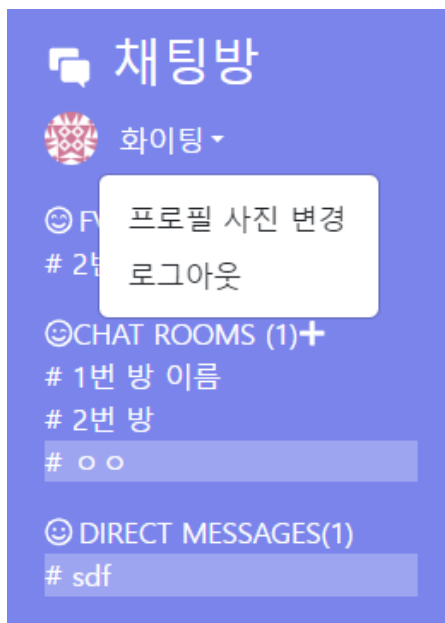 채팅방
화이팅
프로필 사진 변경
로그아웃
# 2
CHAT ROOMS (1)+
# 1번 방 이름
# 2번 방
# ㅇㅇ
DIRECT MESSAGES(1)
# sdf